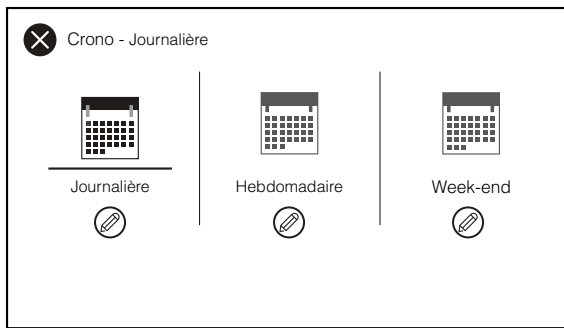 Crono - Journalière
Journalière
Hebdomadaire
Week-end